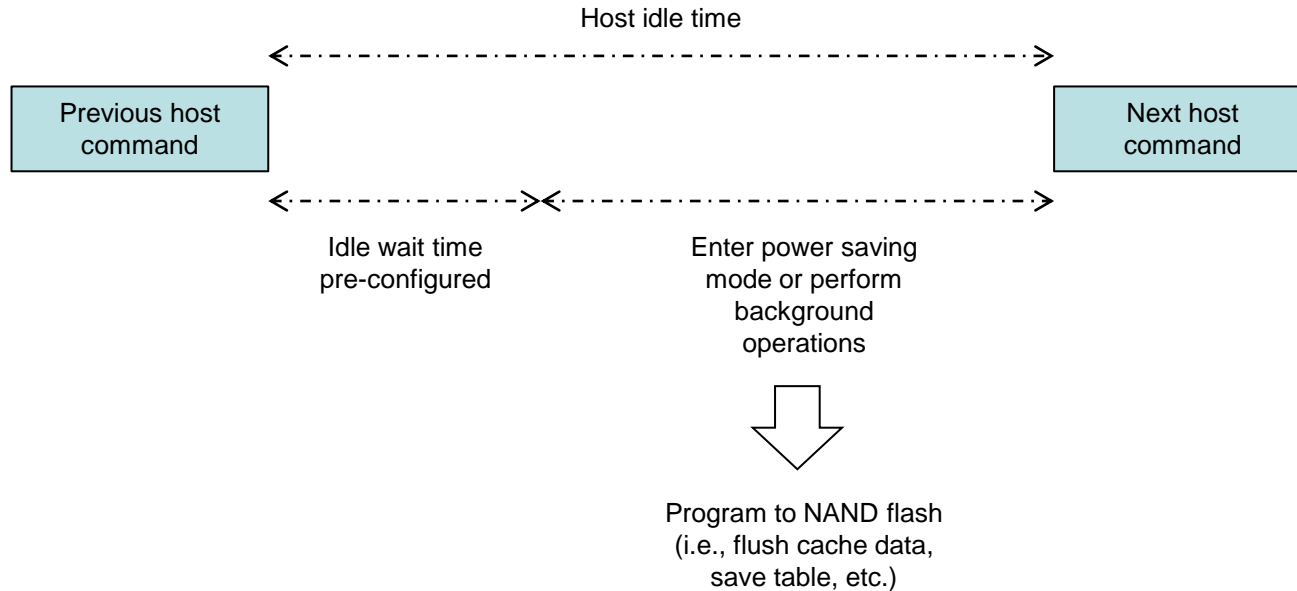 Host idle time
Previous host
command
Next host
command
Idle wait time
pre-configured
Enter power saving
mode or perform
background
operations
Program to NAND flash
(i.e., flush cache data,
save table, etc.)